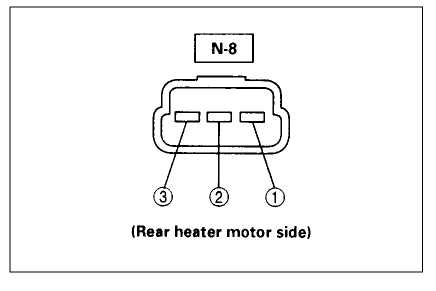 N-8
③ ② ①
(Rear heater motor side)